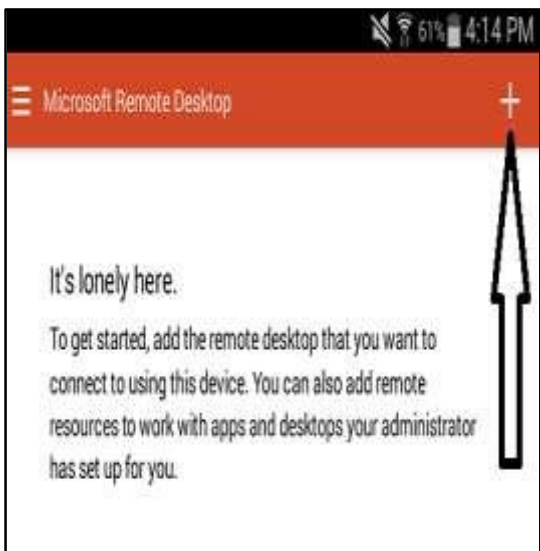 61% 4:14 PM
Microsoft Remote Desktop +
It's lonely here.
To get started, add the remote desktop that you want to
connect to using this device. You can also add remote
resources to work with apps and desktops your administrator
has set up for you.